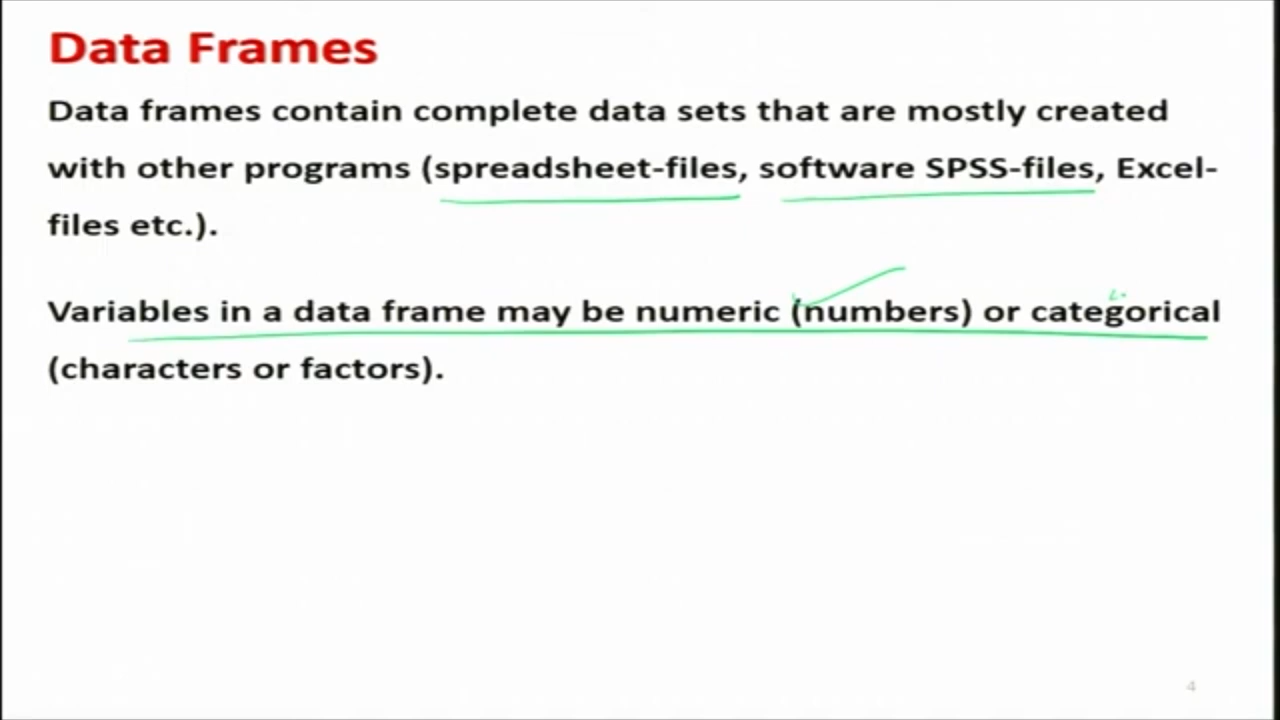 Data Frames
Data frames contain complete data sets that are mostly created
with other programs (spreadsheet-files, software SPSS-files, Excel-
files etc.).
Variables in a data frame may be numeric (numbers) or categorical
(characters or factors).
4